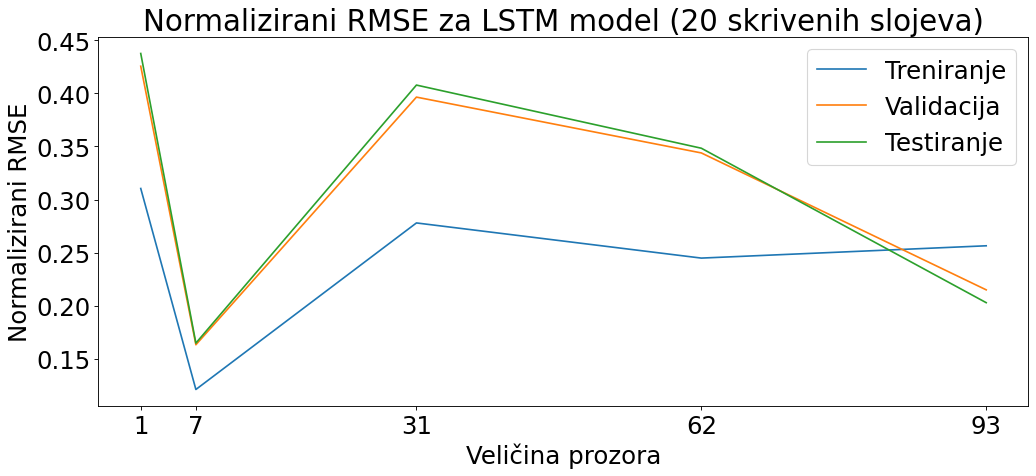 Normalizirani RMSE za LSTM model (20 skrivenih slojeva)
0.45
0.40
0.35
0.30
0.25
0.20
0.15
Normalizirani RMSE
Treniranje
Validacija
Testiranje
1 7 31 62 93
Veličina prozora